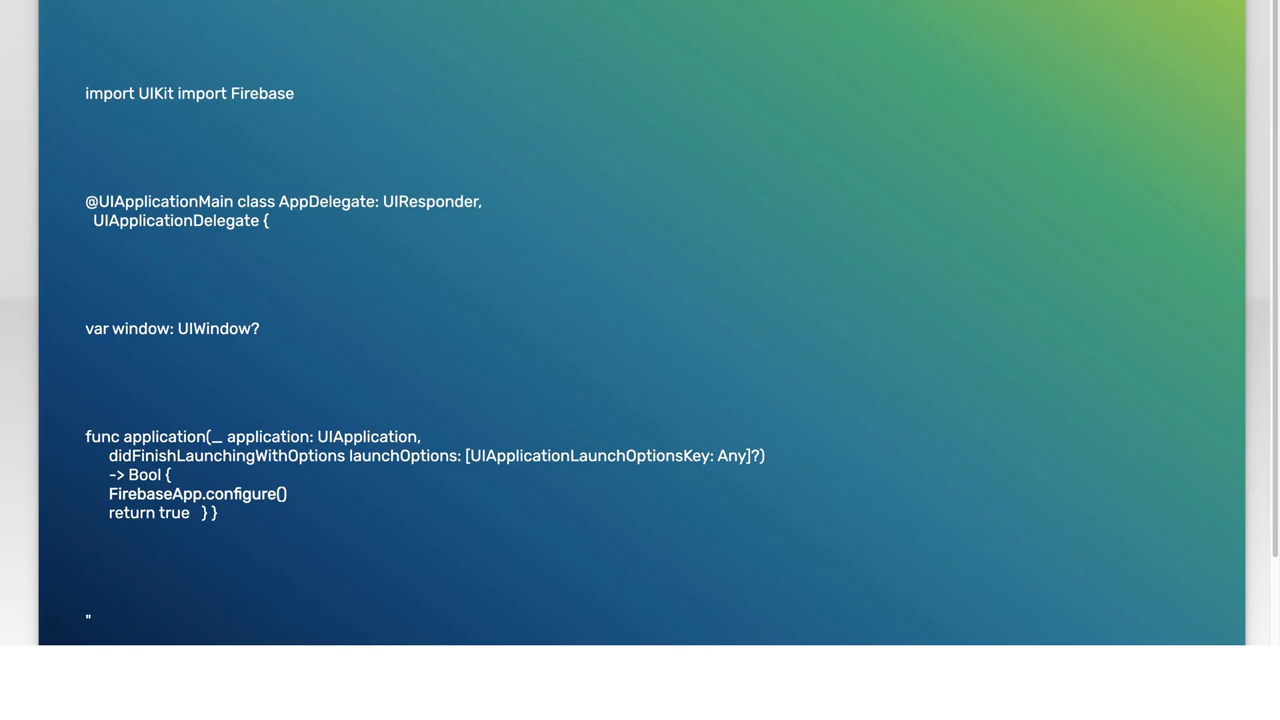 import UIKit import Firebase
@UIApplicationMain class AppDelegate: UIResponder,
UIApplicationDelegate {
var window: UIWindow?
func application(_ application: UIApplication,
didFinishLaunchingWithOptions launchOptions: [UIApplicationLaunchOptionsKey: Any]?)
-> Bool {
FirebaseApp.configure()
return true } }
"